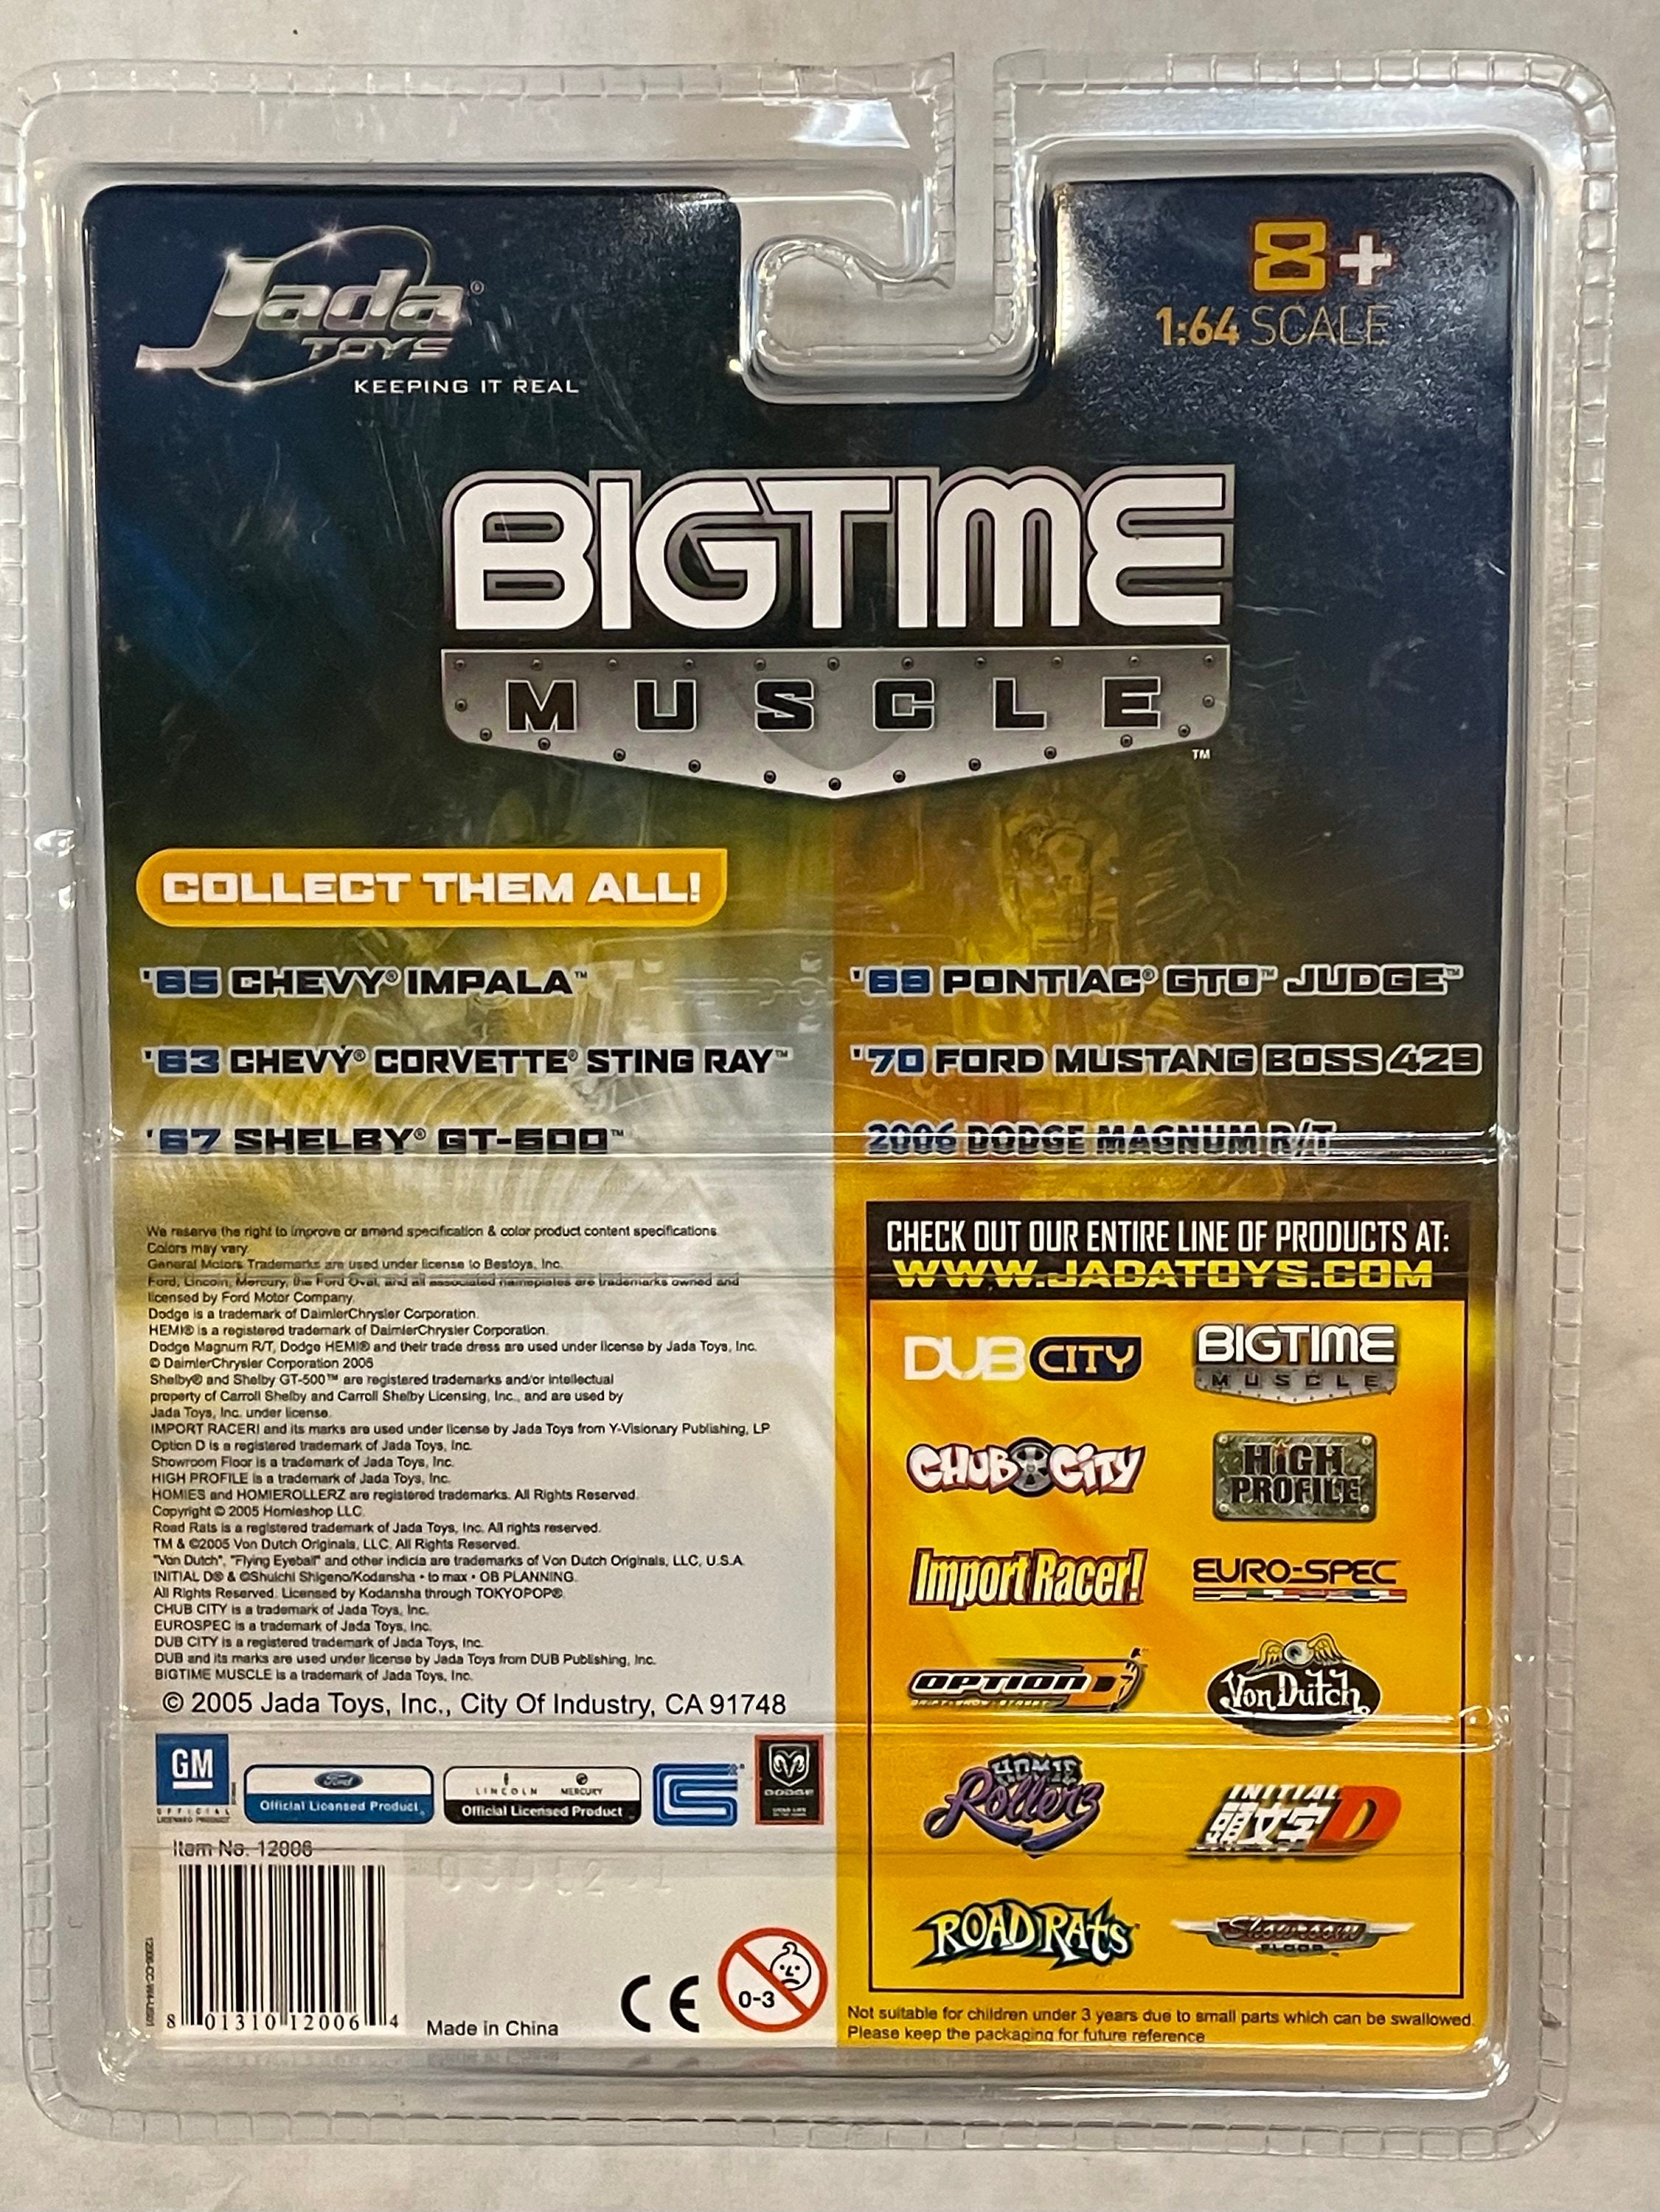 Jada®
TOYS
KEEPING IT REAL
8+
1:64 SCALE
BIGTIME
MUSCLE
™
COLLECT THEM ALL!
'65 CHEVY® IMPALA™
'63 CHEVY® CORVETTE® STING RAY™
'67 SHELBY® GT-500™
'69 PONTIAC® GTO™ JUDGE™
'70 FORD MUSTANG BOSS 429
2006 DODGE MAGNUM R/T
We reserve the right to improve or amend specification & color product content specifications
Colors may vary.
General Motors Trademarks are used under license to Bestoys, Inc.
Ford, Lincoln, Mercury, the Ford Oval, and all associated nameplates are trademarks owned and
licensed by Ford Motor Company.
Dodge is a trademark of DaimlerChrysler Corporation.
HEMI® is a registered trademark of DaimlerChrysler Corporation.
Dodge Magnum R/T, Dodge HEMI® and their trade dress are used under license by Jada Toys, Inc.
© DaimlerChrysler Corporation 2005
Shelby® and Shelby GT-500™ are registered trademarks and/or intellectual
property of Carroll Shelby and Carroll Shelby Licensing, Inc., and are used by
Jada Toys, Inc. under license.
IMPORT RACER! and its marks are used under license by Jada Toys from Y-Visionary Publishing, LP
Option D is a registered trademark of Jada Toys, Inc.
Showroom Floor is a trademark of Jada Toys, Inc.
HIGH PROFILE is a trademark of Jada Toys, Inc.
HOMIES and HOMIEROLLERZ are registered trademarks. All Rights Reserved.
Copyright © 2005 Homieshop LLC.
Road Rats is a registered trademark of Jada Toys, Inc. All rights reserved.
TM & ©2005 Von Dutch Originals, LLC. All Rights Reserved.
"Von Dutch", "Flying Eyeball" and other indicia are trademarks of Von Dutch Originals, LLC, U.S.A.
INITIAL D® & ©Shuichi Shigeno/Kodansha • to max • OB PLANNING.
All Rights Reserved. Licensed by Kodansha through TOKYOPOP®.
CHUB CITY is a trademark of Jada Toys, Inc.
EUROSPEC is a trademark of Jada Toys, Inc.
DUB CITY is a registered trademark of Jada Toys, Inc.
DUB and its marks are used under license by Jada Toys from DUB Publishing, Inc.
BIGTIME MUSCLE is a trademark of Jada Toys, Inc.
© 2005 Jada Toys, Inc., City Of Industry, CA 91748
GM
OFFICIAL
LICENSED PRODUCT
Ford
Official Licensed Product
LINCOLN MERCURY
Official Licensed Product
DODGE
Item No. 12006
8 01310 12006 4
Made in China
CE
0-3
CHECK OUT OUR ENTIRE LINE OF PRODUCTS AT:
WWW.JADATOYS.COM
DUB CITY
BIGTIME
MUSCLE
CHUB CITY
HIGH
PROFILE
Import Racer!
EURO-SPEC
OPTION D
DRIFT•SHOW•STREET
Von Dutch
HOMIE
Rollerz
INITIAL
頭文字D
ROAD RATS
Showroom
FLOOR
Not suitable for children under 3 years due to small parts which can be swallowed.
Please keep the packaging for future reference